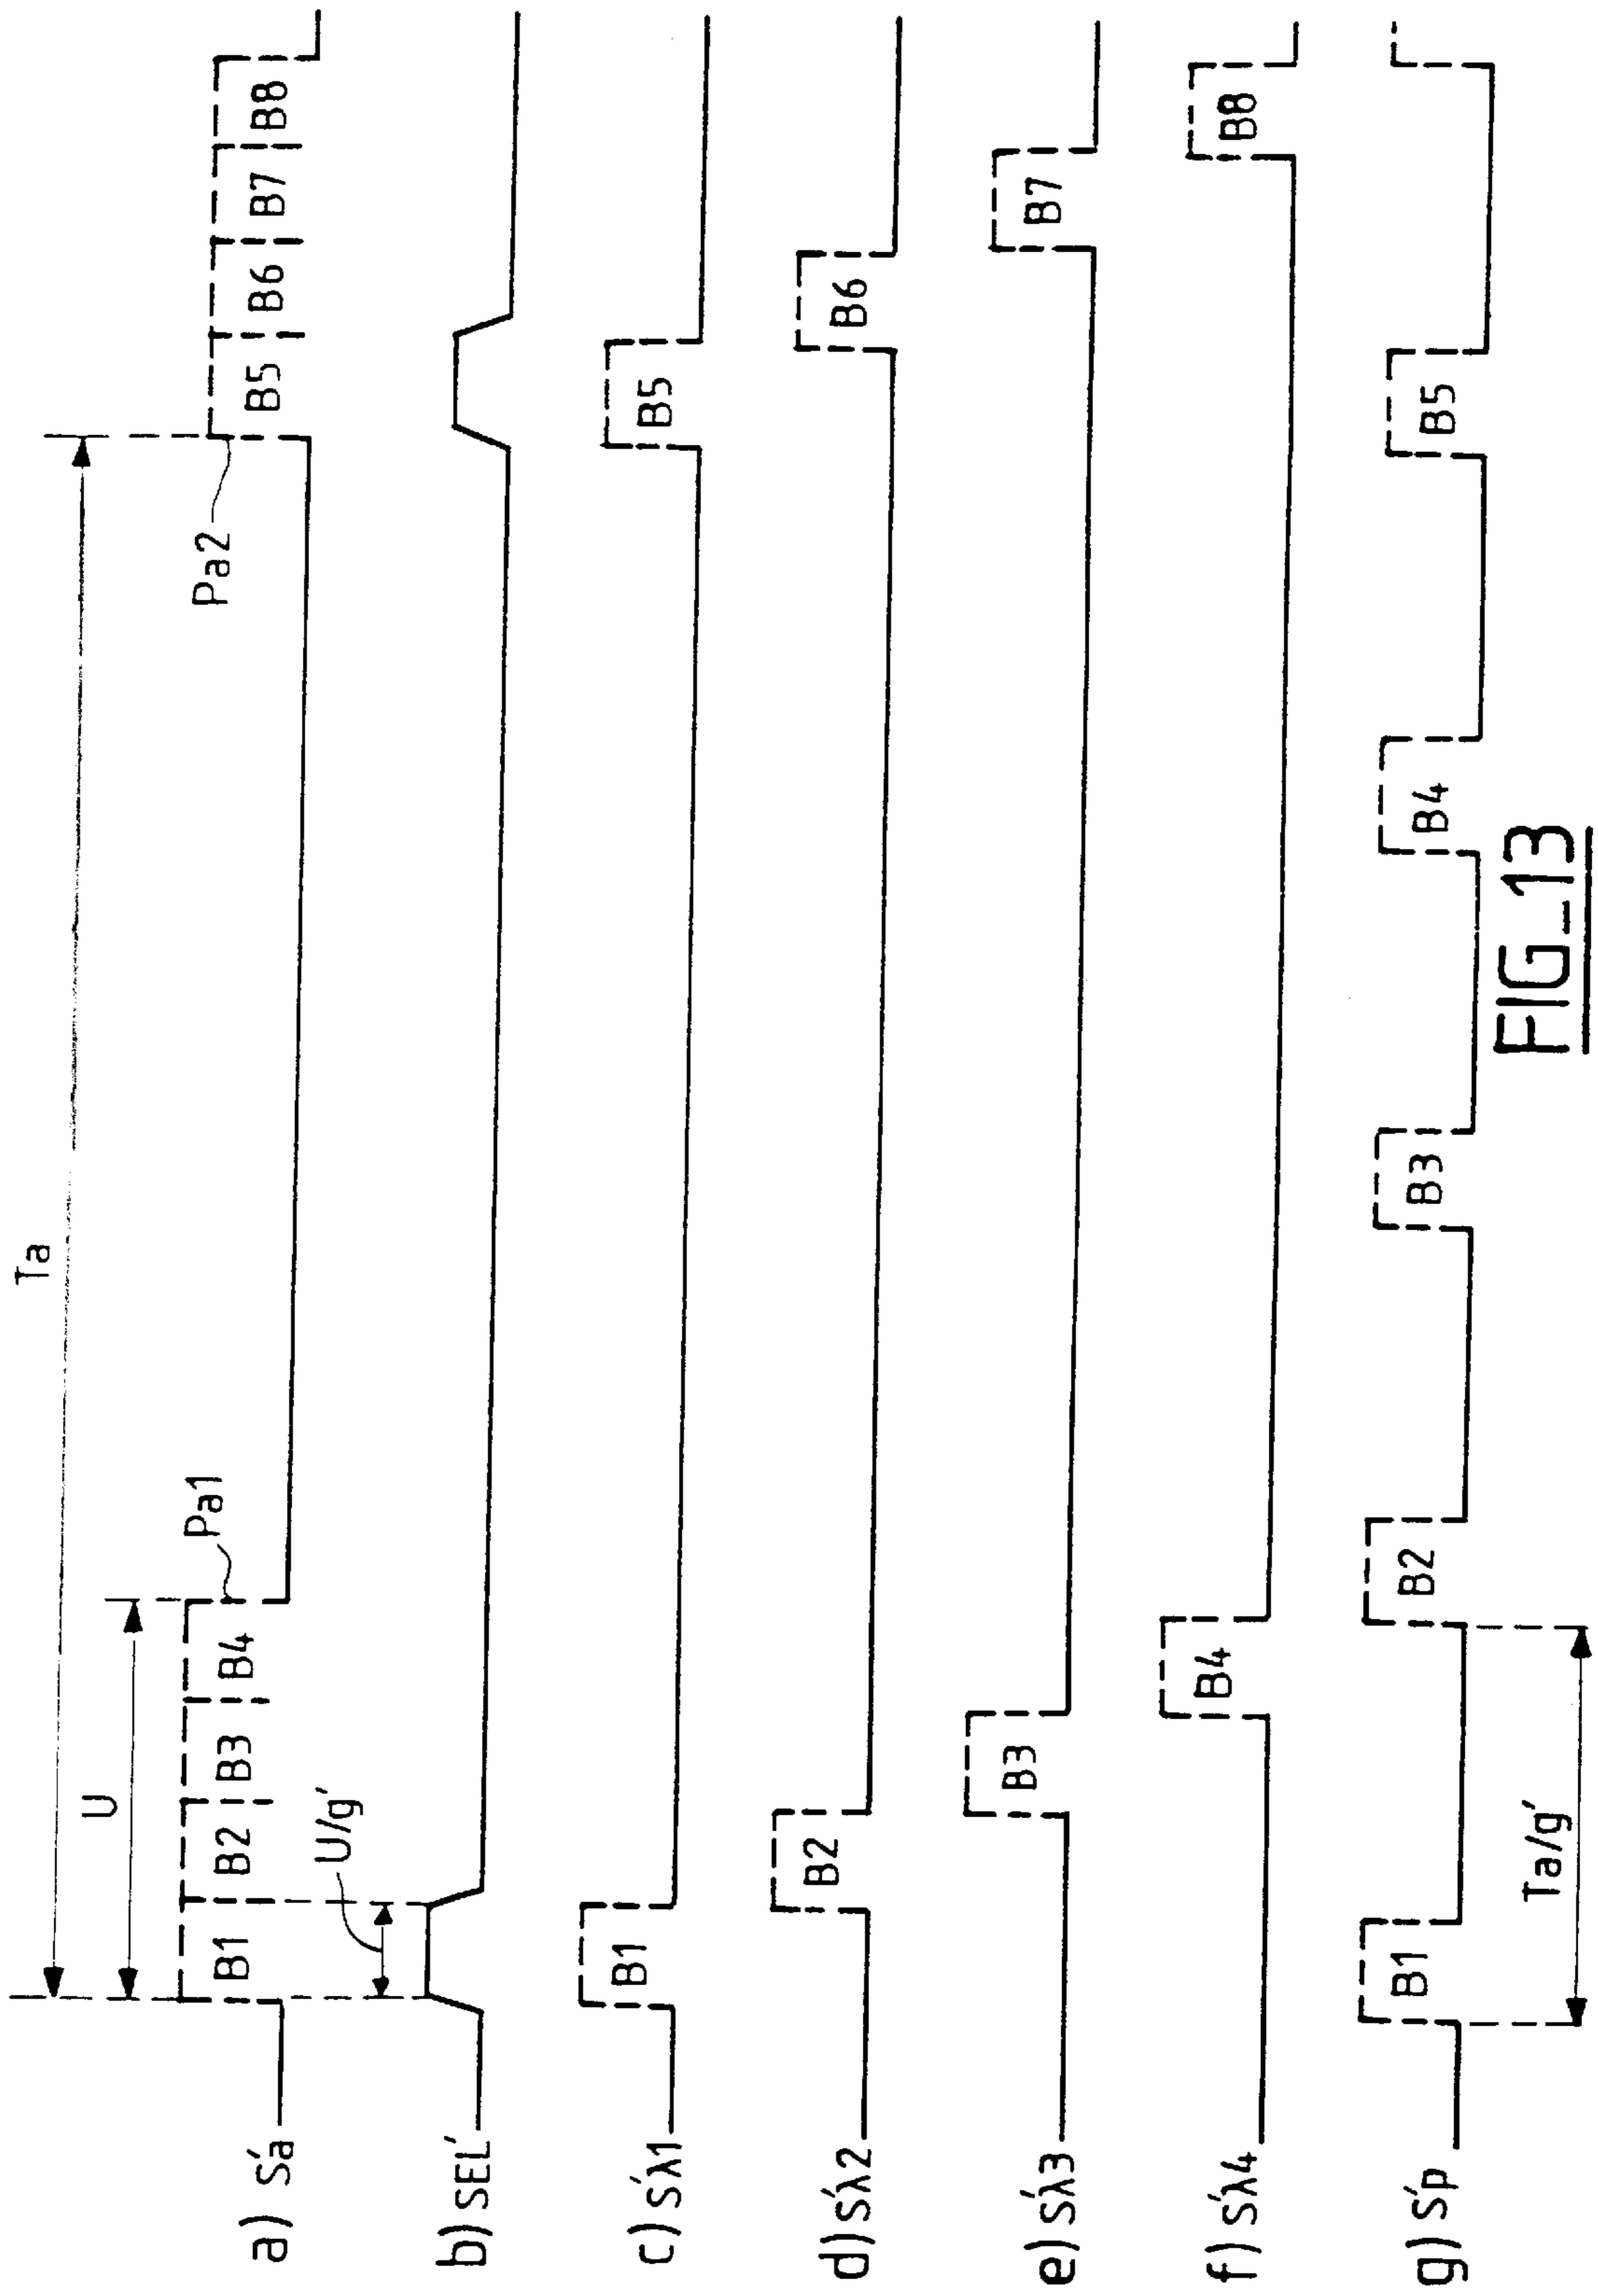 Ta
U
Pa1
Pa2
a) S'a
B1 B2 B3 B4 B5 B6 B7 B8
U/g'
b) SEL'
c) S'λ1
B1 B5
d) S'λ2
B2 B6
e) S'λ3
B3 B7
f) S'λ4
B4 B8
g) S'p
B1 B2 B3 B4 B5
Ta/g'
FIG_13